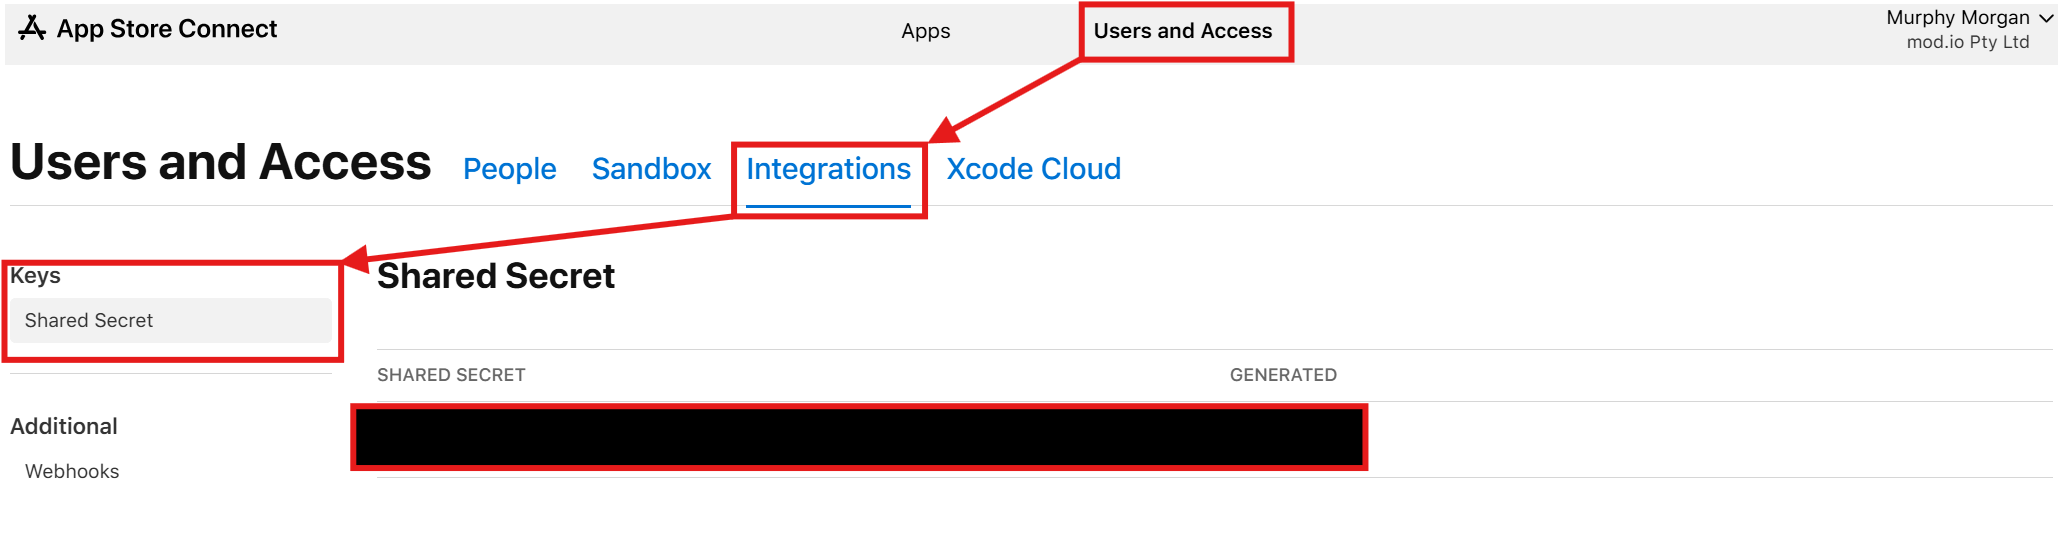 App Store Connect
Apps
Users and Access
Murphy Morgan
mod.io Pty Ltd
Users and Access
People
Sandbox
Integrations
Xcode Cloud
Keys
Shared Secret
Additional
Webhooks
Shared Secret
SHARED SECRET
GENERATED